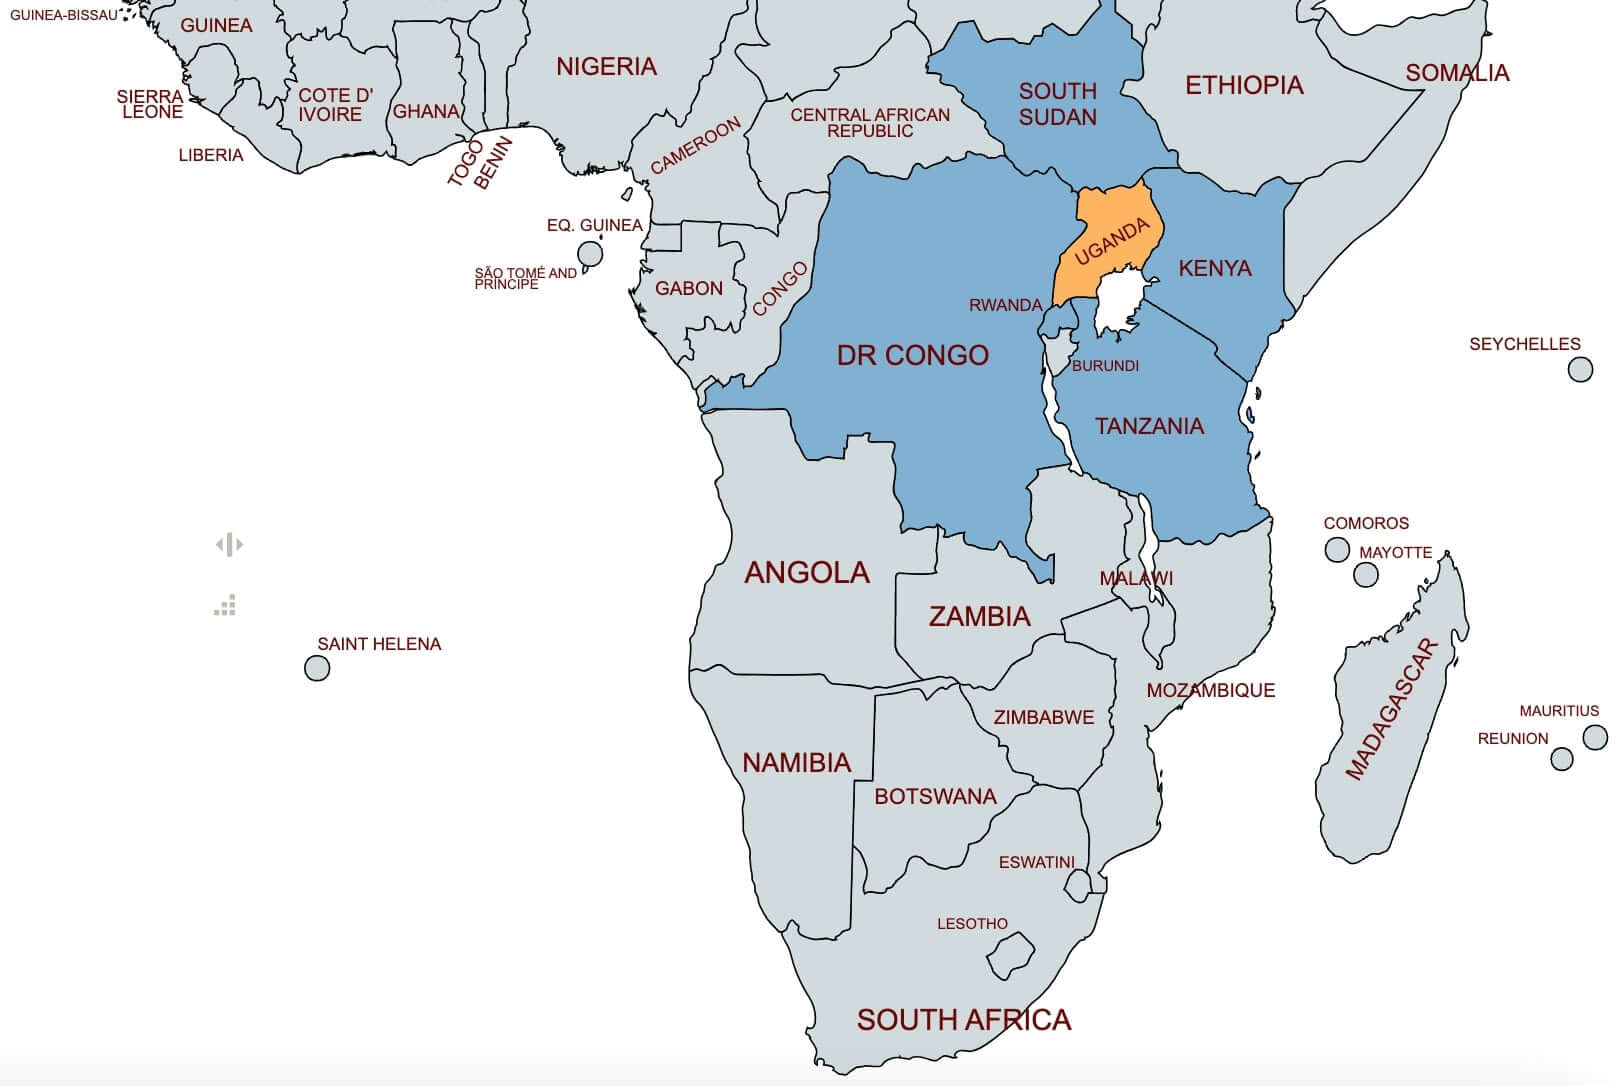 GUINEA-BISSAU
GUINEA
SIERRA
LEONE
LIBERIA
COTE D'
IVOIRE
GHANA
TOGO
BENIN
NIGERIA
CAMEROON
CENTRAL AFRICAN
REPUBLIC
SOUTH
SUDAN
ETHIOPIA
SOMALIA
EQ. GUINEA
SÃO TOMÉ AND
PRINCIPE
GABON
CONGO
UGANDA
KENYA
RWANDA
DR CONGO
BURUNDI
TANZANIA
SEYCHELLES
COMOROS
MAYOTTE
ANGOLA
ZAMBIA
MALAWI
SAINT HELENA
MOZAMBIQUE
MADAGASCAR
MAURITIUS
REUNION
NAMIBIA
ZIMBABWE
BOTSWANA
ESWATINI
LESOTHO
SOUTH AFRICA